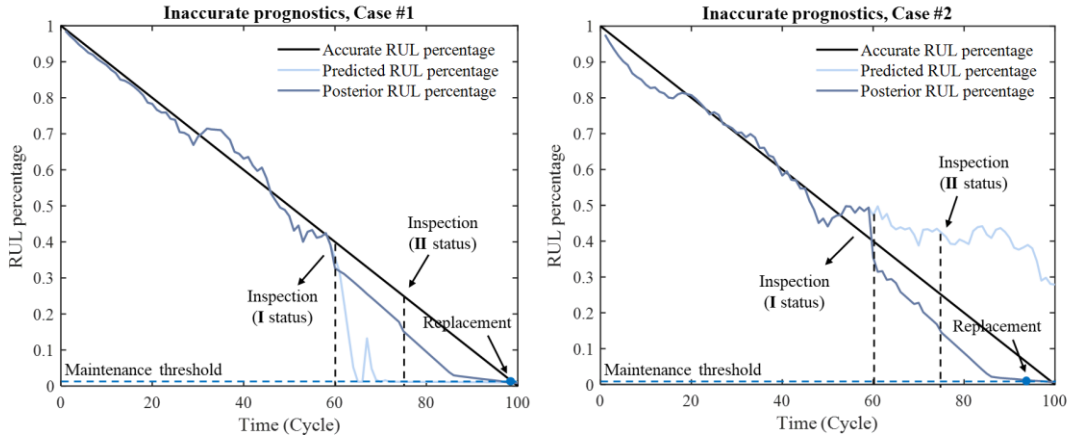 Inaccurate prognostics, Case #1
1
0.9
0.8
0.7
0.6
0.5
0.4
0.3
0.2
0.1
0
RUL percentage
Accurate RUL percentage
Predicted RUL percentage
Posterior RUL percentage
Inspection
(II status)
Inspection
(I status)
Replacement
Maintenance threshold
0
20
40
60
80
100
Time (Cycle)
Inaccurate prognostics, Case #2
1
0.9
0.8
0.7
0.6
0.5
0.4
0.3
0.2
0.1
0
RUL percentage
Accurate RUL percentage
Predicted RUL percentage
Posterior RUL percentage
Inspection
(II status)
Inspection
(I status)
Replacement
Maintenance threshold
0
20
40
60
80
100
Time (Cycle)